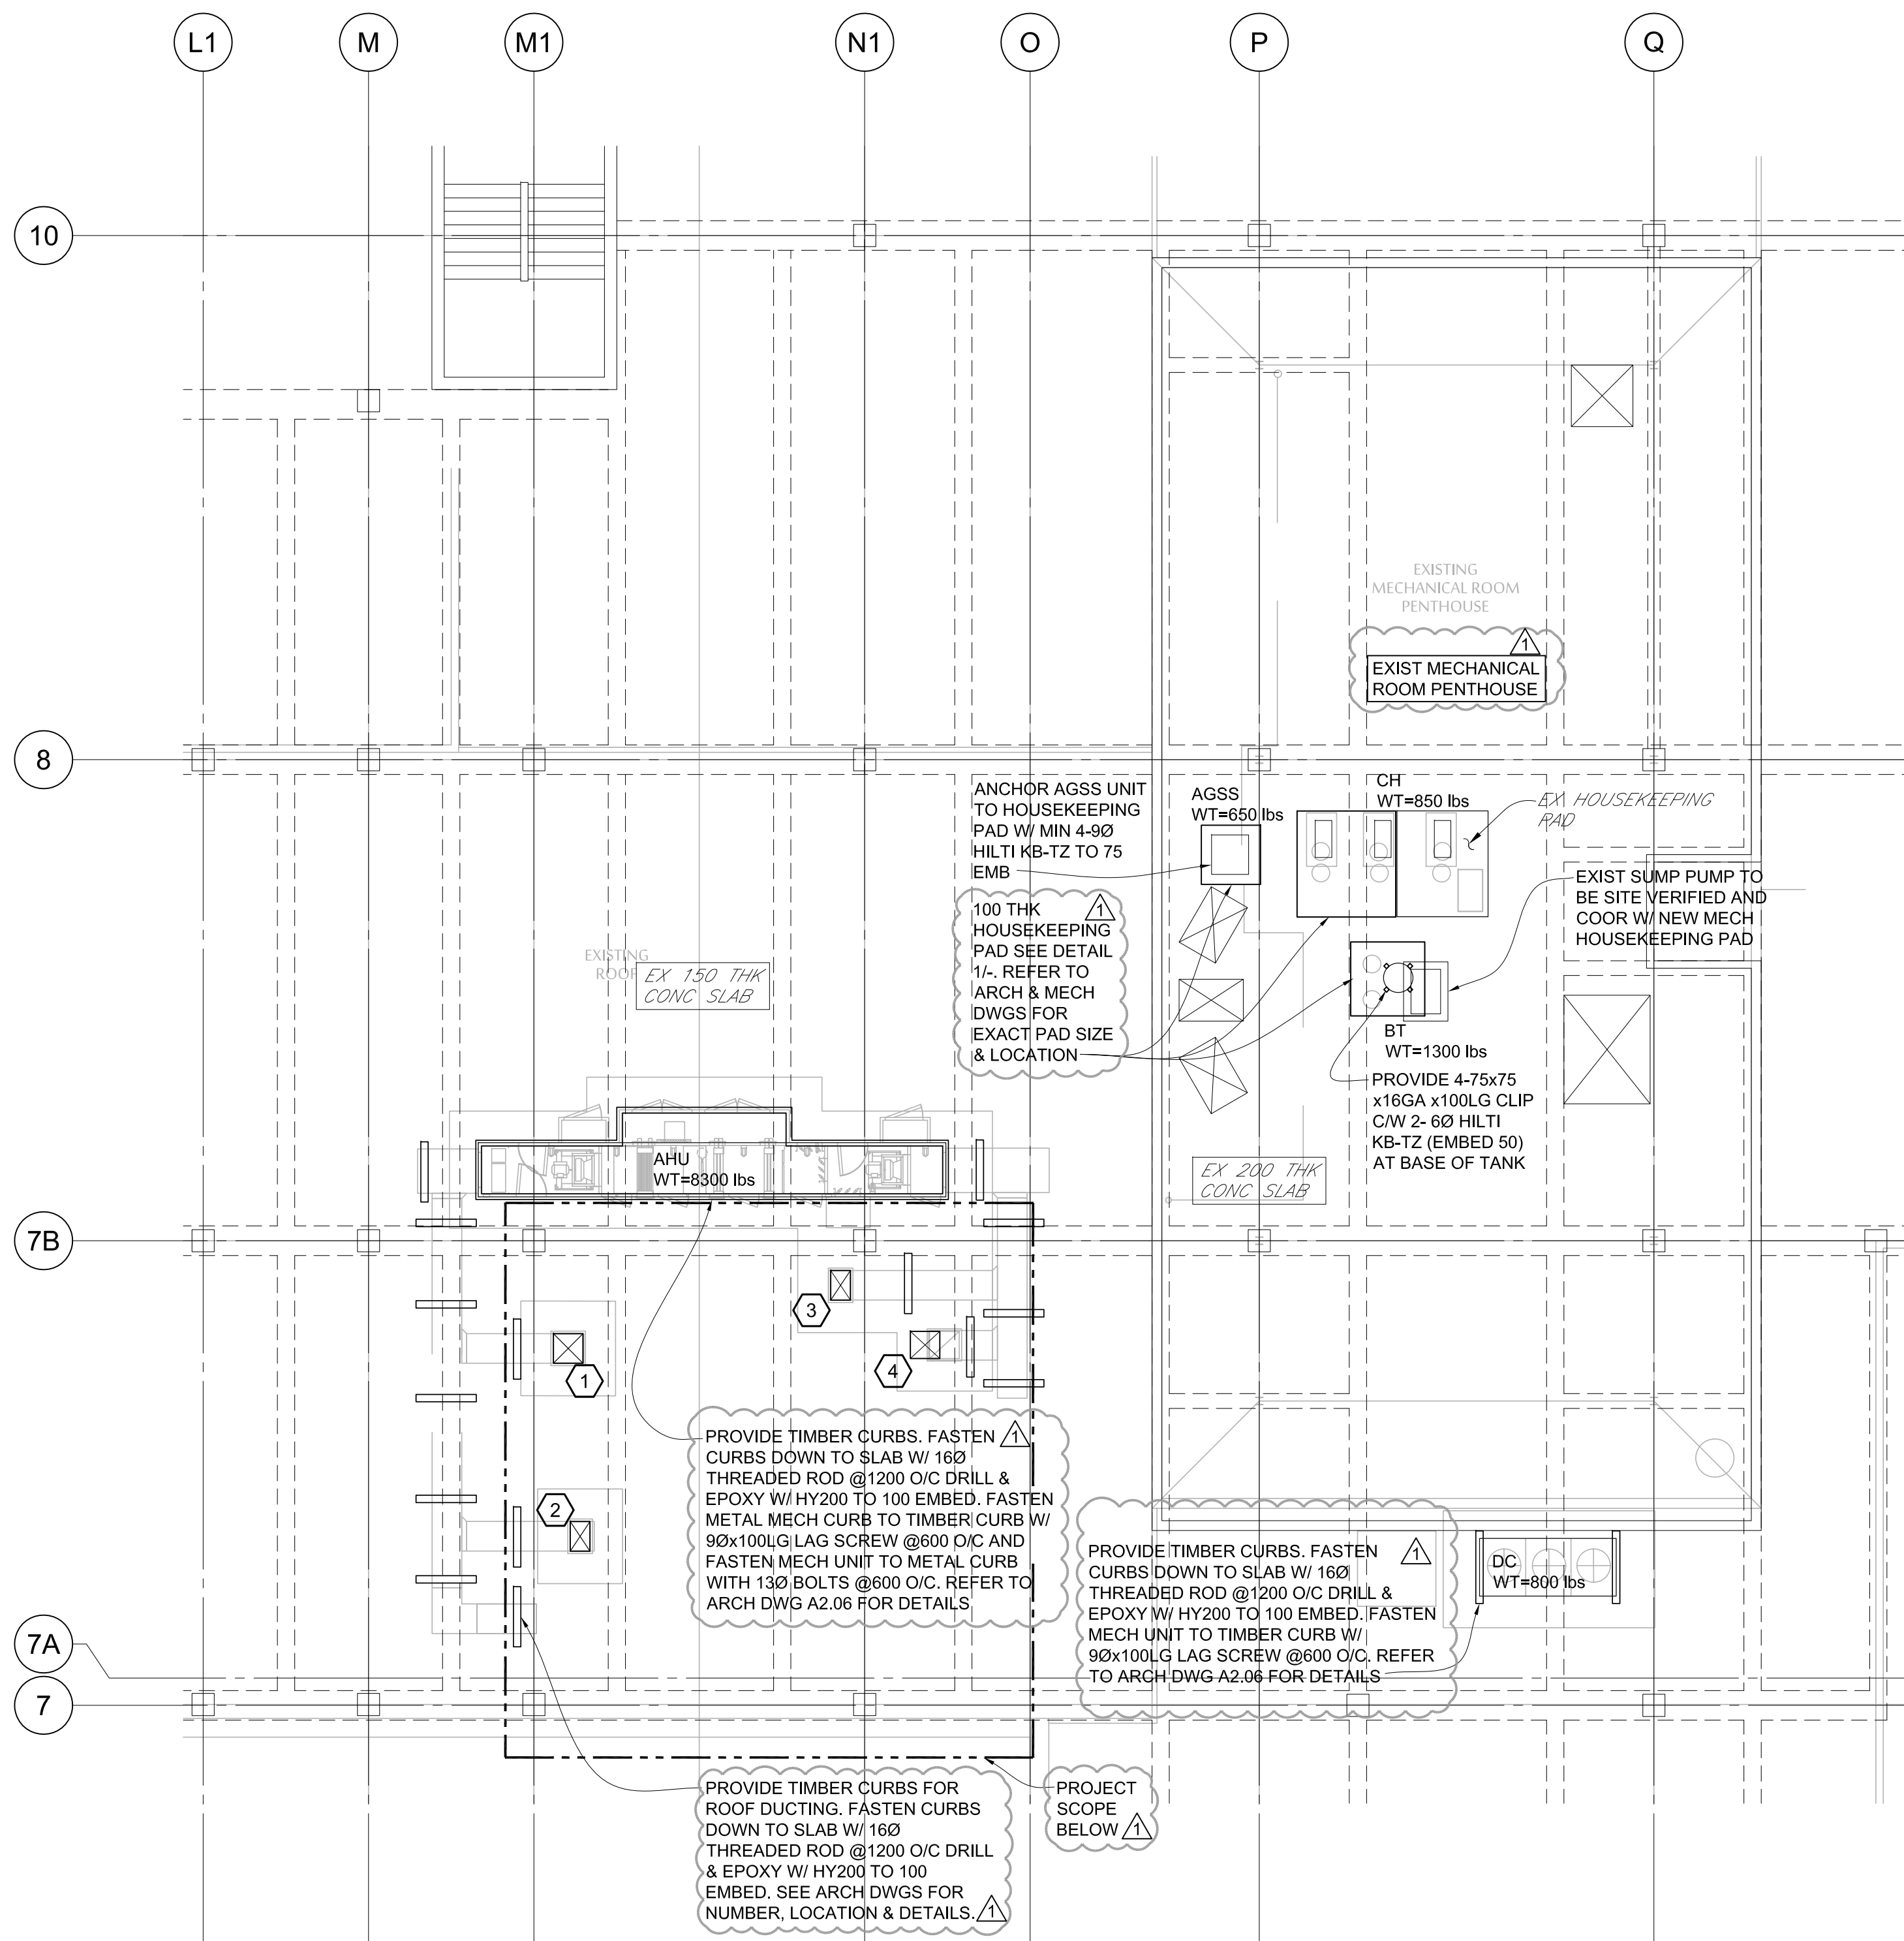 L1
M
M1
N1
O
P
Q
10
EXISTING
MECHANICAL ROOM
PENTHOUSE
1
EXIST MECHANICAL
ROOM PENTHOUSE
8
ANCHOR AGSS UNIT
TO HOUSEKEEPING
PAD W/ MIN 4-9Ø
HILTI KB-TZ TO 75
EMB
AGSS
WT=650 lbs
CH
WT=850 lbs
EX HOUSEKEEPING
PAD
EXIST SUMP PUMP TO
BE SITE VERIFIED AND
COOR W/ NEW MECH
HOUSEKEEPING PAD
1
100 THK
HOUSEKEEPING
PAD SEE DETAIL
1/-. REFER TO
ARCH & MECH
DWGS FOR
EXACT PAD SIZE
& LOCATION
EXISTING
ROOF
EX 150 THK
CONC SLAB
BT
WT=1300 lbs
PROVIDE 4-75x75
x16GA x100LG CLIP
C/W 2- 6Ø HILTI
KB-TZ (EMBED 50)
AT BASE OF TANK
EX 200 THK
CONC SLAB
AHU
WT=8300 lbs
7B
3
4
1
2
PROVIDE TIMBER CURBS. FASTEN
1
CURBS DOWN TO SLAB W/ 16Ø
THREADED ROD @1200 O/C DRILL &
EPOXY W/ HY200 TO 100 EMBED. FASTEN
METAL MECH CURB TO TIMBER CURB W/
9Øx100LG LAG SCREW @600 O/C AND
FASTEN MECH UNIT TO METAL CURB
WITH 13Ø BOLTS @600 O/C. REFER TO
ARCH DWG A2.06 FOR DETAILS
PROVIDE TIMBER CURBS. FASTEN
1
CURBS DOWN TO SLAB W/ 16Ø
THREADED ROD @1200 O/C DRILL &
EPOXY W/ HY200 TO 100 EMBED. FASTEN
MECH UNIT TO TIMBER CURB W/
9Øx100LG LAG SCREW @600 O/C. REFER
TO ARCH DWG A2.06 FOR DETAILS
DC
WT=800 lbs
7A
7
PROVIDE TIMBER CURBS FOR
ROOF DUCTING. FASTEN CURBS
DOWN TO SLAB W/ 16Ø
THREADED ROD @1200 O/C DRILL
& EPOXY W/ HY200 TO 100
EMBED. SEE ARCH DWGS FOR
NUMBER, LOCATION & DETAILS.
1
PROJECT
SCOPE
BELOW
1